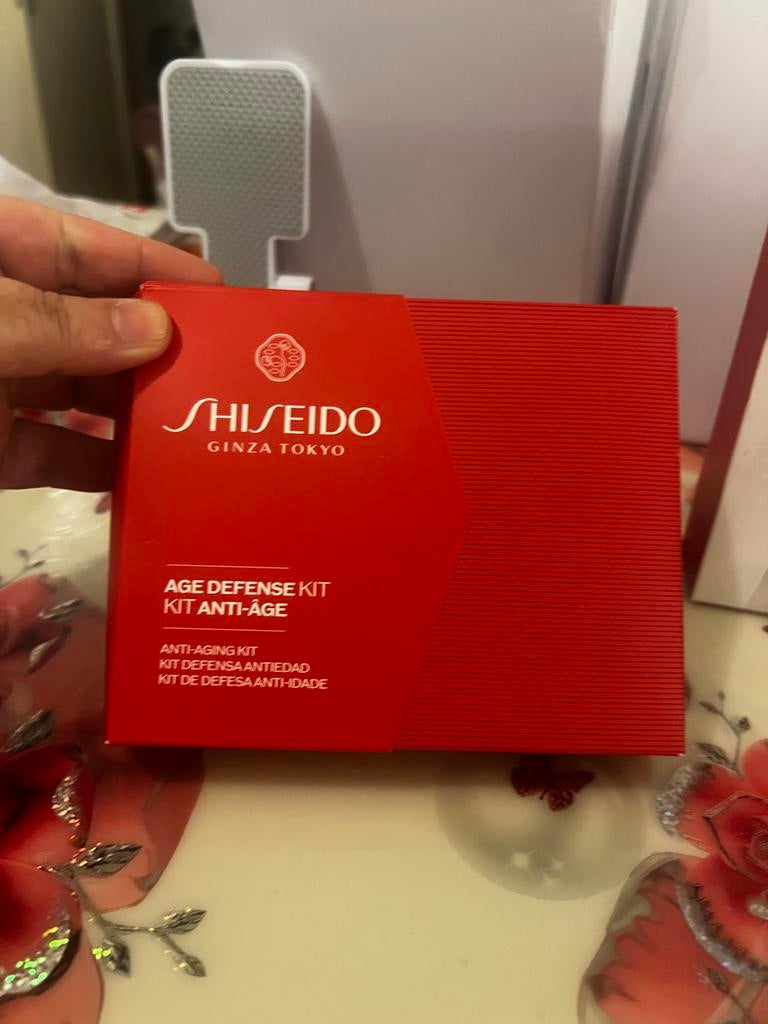 SHISEIDO
GINZA TOKYO
AGE DEFENSE KIT
KIT ANTI-ÂGE
ANTI-AGING KIT
KIT DEFENSA ANTIEDAD
KIT DE DEFESA ANTI-IDADE